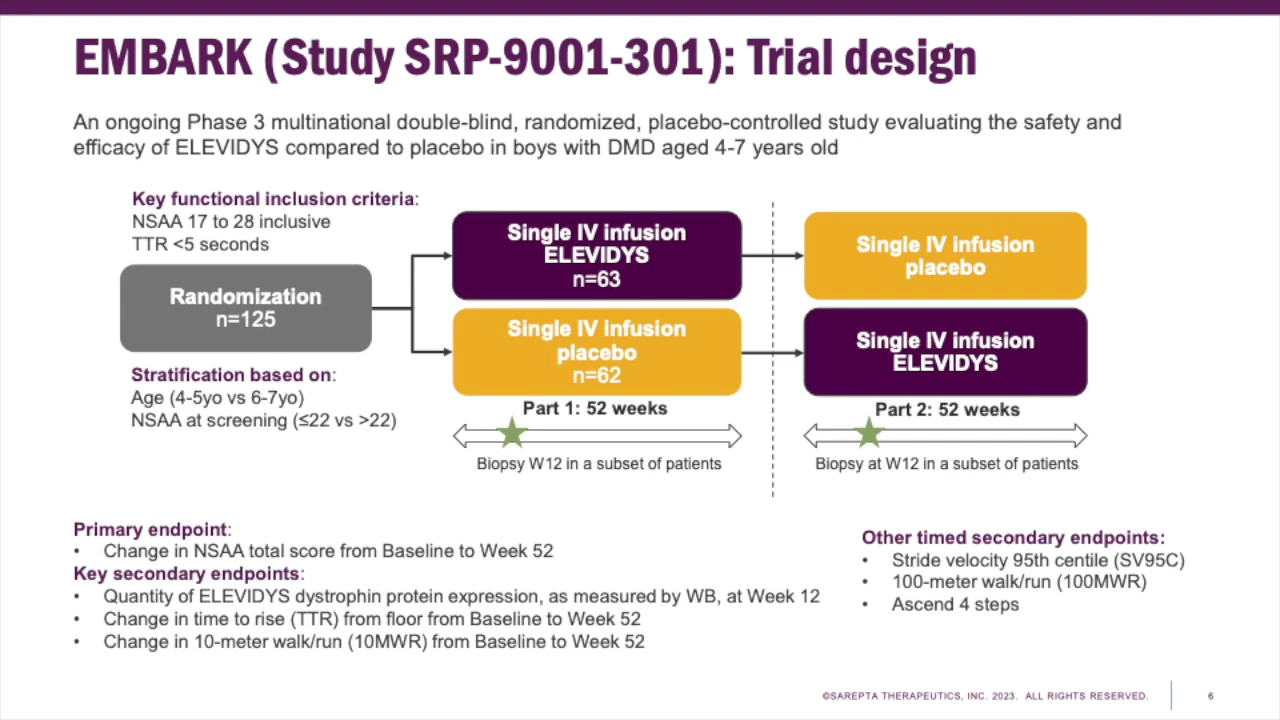 EMBARK (Study SRP-9001-301): Trial design
An ongoing Phase 3 multinational double-blind, randomized, placebo-controlled study evaluating the safety and
efficacy of ELEVIDYS compared to placebo in boys with DMD aged 4-7 years old
Key functional inclusion criteria:
NSAA 17 to 28 inclusive
TTR <5 seconds
Randomization
n=125
Stratification based on:
Age (4-5yo vs 6-7yo)
NSAA at screening (≤22 vs >22)
Single IV infusion
ELEVIDYS
n=63
Single IV infusion
placebo
n=62
Part 1: 52 weeks
Biopsy W12 in a subset of patients
Single IV infusion
placebo
Single IV infusion
ELEVIDYS
Part 2: 52 weeks
Biopsy at W12 in a subset of patients
Primary endpoint:
• Change in NSAA total score from Baseline to Week 52
Key secondary endpoints:
• Quantity of ELEVIDYS dystrophin protein expression, as measured by WB, at Week 12
• Change in time to rise (TTR) from floor from Baseline to Week 52
• Change in 10-meter walk/run (10MWR) from Baseline to Week 52
Other timed secondary endpoints:
• Stride velocity 95th centile (SV95C)
• 100-meter walk/run (100MWR)
• Ascend 4 steps
©SAREPTA THERAPEUTICS, INC. 2023. ALL RIGHTS RESERVED.
6